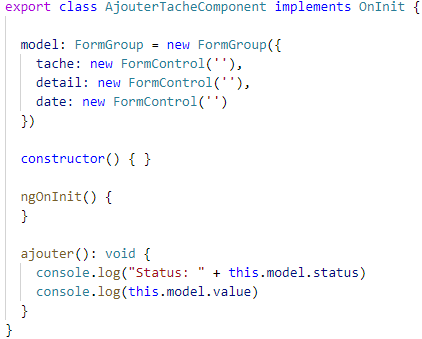 export class AjouterTacheComponent implements OnInit {
model: FormGroup = new FormGroup({
tache: new FormControl(''),
detail: new FormControl(''),
date: new FormControl('')
})
constructor() { }
ngOnInit() {
}
ajouter(): void {
console.log("Status: " + this.model.status)
console.log(this.model.value)
}
}